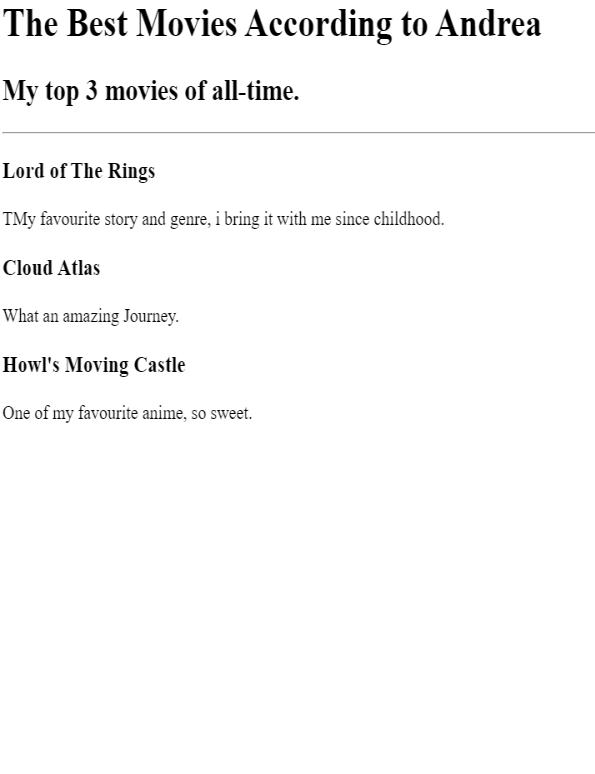 The Best Movies According to Andrea
My top 3 movies of all-time.
Lord of The Rings
TMy favourite story and genre, i bring it with me since childhood.
Cloud Atlas
What an amazing Journey.
Howl's Moving Castle
One of my favourite anime, so sweet.